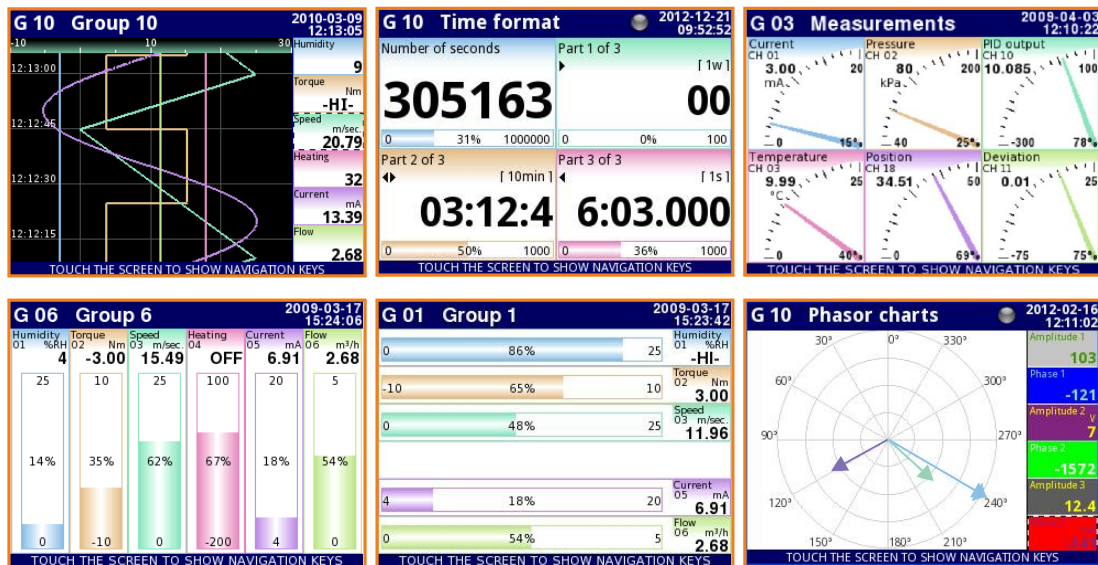 G 10 Group 10
2010-03-09
12:13:05
-10 10 30
Humidity
9
Torque
Nm
-HI-
Speed
m/sec.
20.79
Heating
32
Current
mA
13.39
Flow
2.68
12:13:00
12:12:45
12:12:30
12:12:15
TOUCH THE SCREEN TO SHOW NAVIGATION KEYS
G 10 Time format
2012-12-21
09:52:52
Number of seconds
305163
0 31% 1000000
Part 1 of 3
[ 1w]
00
0 0% 100
Part 2 of 3
[ 10min ]
03:12:4
0 50% 1000
Part 3 of 3
[ 1s]
6:03.000
0 36% 1000
TOUCH THE SCREEN TO SHOW NAVIGATION KEYS
G 03 Measurements
2009-04-03
12:10:22
Current
CH 01
3.00 20
mA
0 15%
Pressure
CH 02
80 200
kPa
40 25%
PID output
CH 10
10.085 100
-300 78%
Temperature
CH 03
9.99 25
°C
0 40%
Position
CH 18
34.51 50
0 69%
Deviation
CH 11
0.01 25
-75 75%
TOUCH THE SCREEN TO SHOW NAVIGATION KEYS
G 06 Group 6
2009-03-17
15:24:06
Humidity
01 %RH
4
25
14%
0
Torque
02 Nm
-3.00
10
35%
-10
Speed
03 m/sec.
15.49
25
62%
0
Heating
04
OFF
100
67%
-200
Current
05 mA
6.91
20
18%
4
Flow
06 m³/h
2.68
5
54%
0
TOUCH THE SCREEN TO SHOW NAVIGATION KEYS
G 01 Group 1
2009-03-17
15:23:42
0 86% 25
Humidity
01 %RH
-HI-
-10 65% 10
Torque
02 Nm
3.00
0 48% 25
Speed
03 m/sec.
11.96
4 18% 20
Current
05 mA
6.91
0 54% 5
Flow
06 m³/h
2.68
TOUCH THE SCREEN TO SHOW NAVIGATION KEYS
G 10 Phasor charts
2012-02-16
12:11:02
30° 0° 330°
60° 300°
90° 270°
120° 240°
150° 180° 210°
Amplitude 1
103
Phase 1
-121
Amplitude 2
V
7
Phase 2
-1572
Amplitude 3
12.4
TOUCH THE SCREEN TO SHOW NAVIGATION KEYS